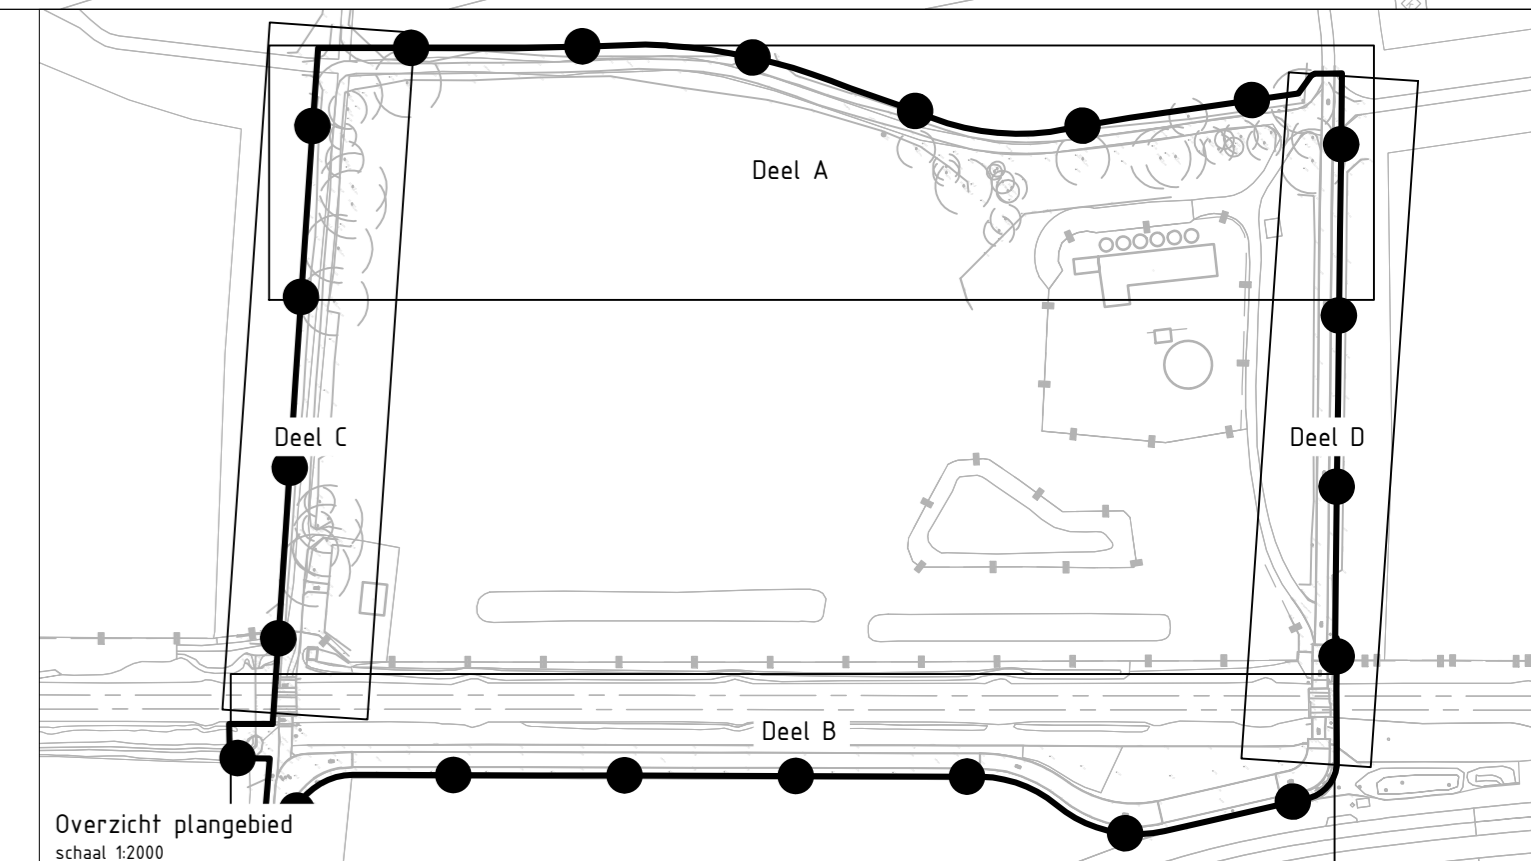 Deel A
Deel C
Deel D
Deel B
Overzicht plangebied
schaal 1:2000